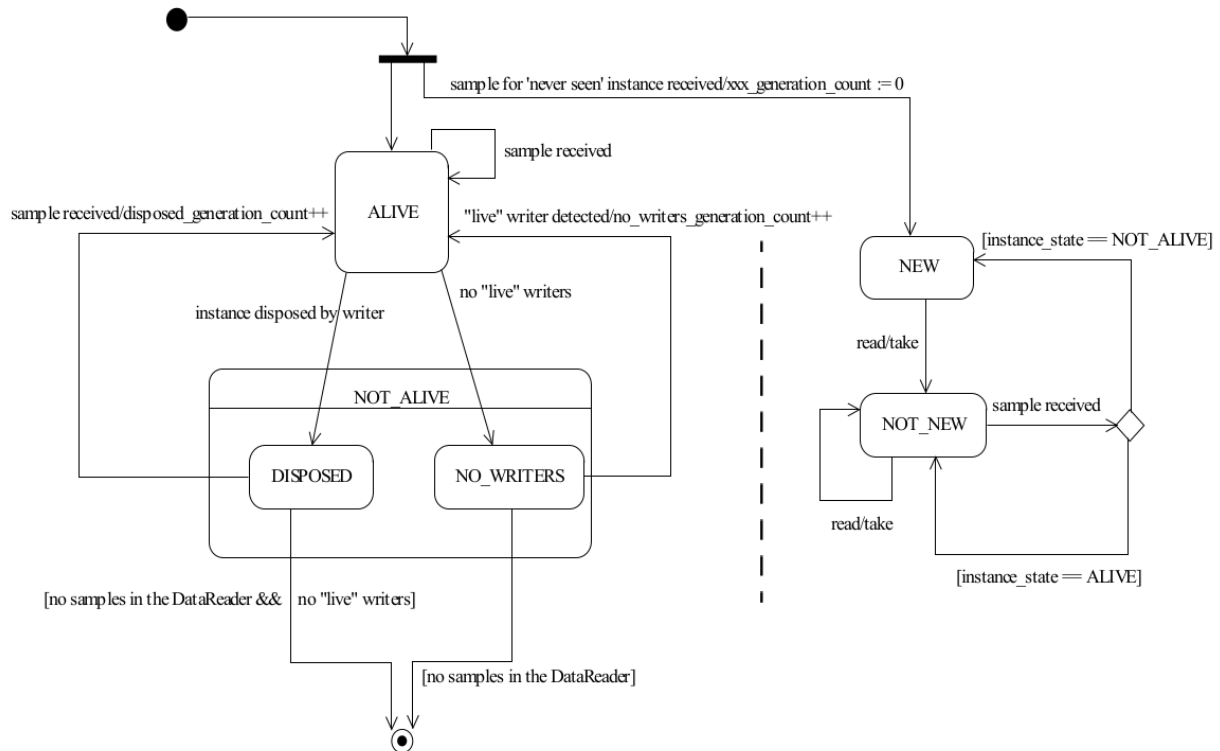 sample for 'never seen' instance received/xxx_generation_count := 0
sample received
ALIVE
sample received/disposed_generation_count++
"live" writer detected/no_writers_generation_count++
instance disposed by writer
no "live" writers
NOT_ALIVE
DISPOSED
NO_WRITERS
[no samples in the DataReader && no "live" writers]
[no samples in the DataReader]
[instance_state == NOT_ALIVE]
NEW
read/take
NOT_NEW
sample received
read/take
[instance_state == ALIVE]